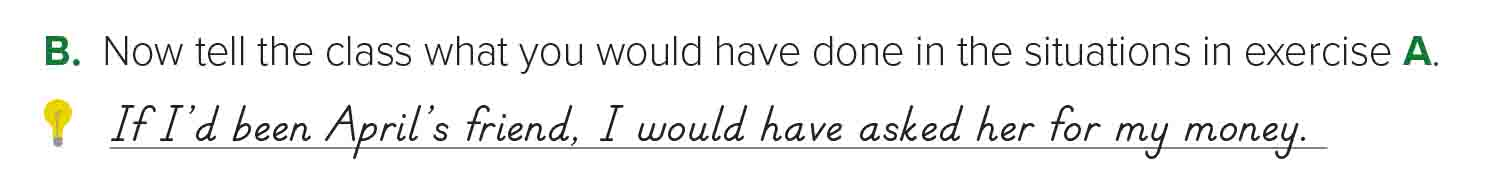 B. Now tell the class what you would have done in the situations in exercise A.
If I'd been April's friend, I would have asked her for my money.